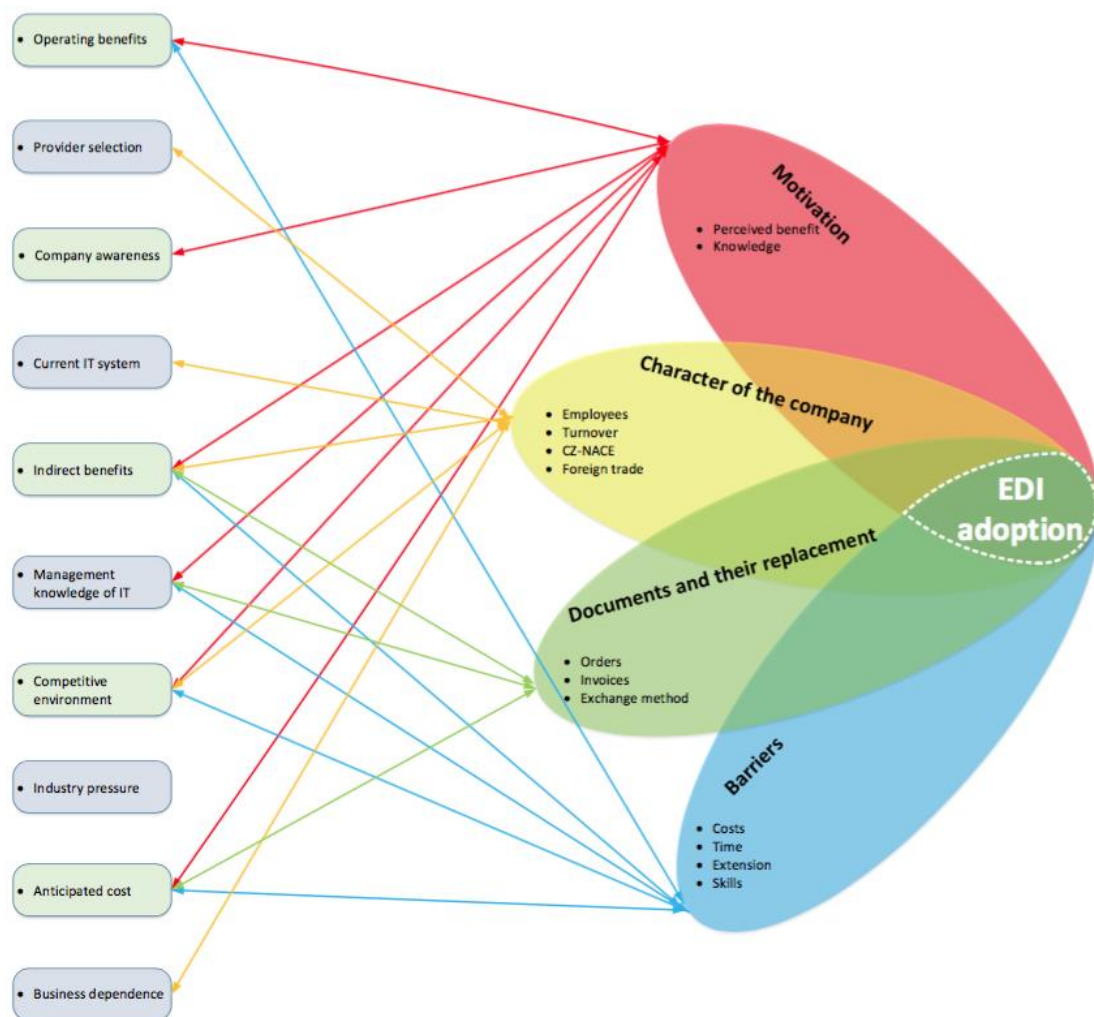 • Operating benefits
• Provider selection
• Company awareness
• Current IT system
• Indirect benefits
• Management
knowledge of IT
• Competitive
environment
• Industry pressure
• Anticipated cost
• Business dependence
Motivation
• Perceived benefit
• Knowledge
Character of the company
• Employees
• Turnover
• CZ-NACE
• Foreign trade
EDI
adoption
Documents and their replacement
• Orders
• Invoices
• Exchange method
Barriers
• Costs
• Time
• Extension
• Skills